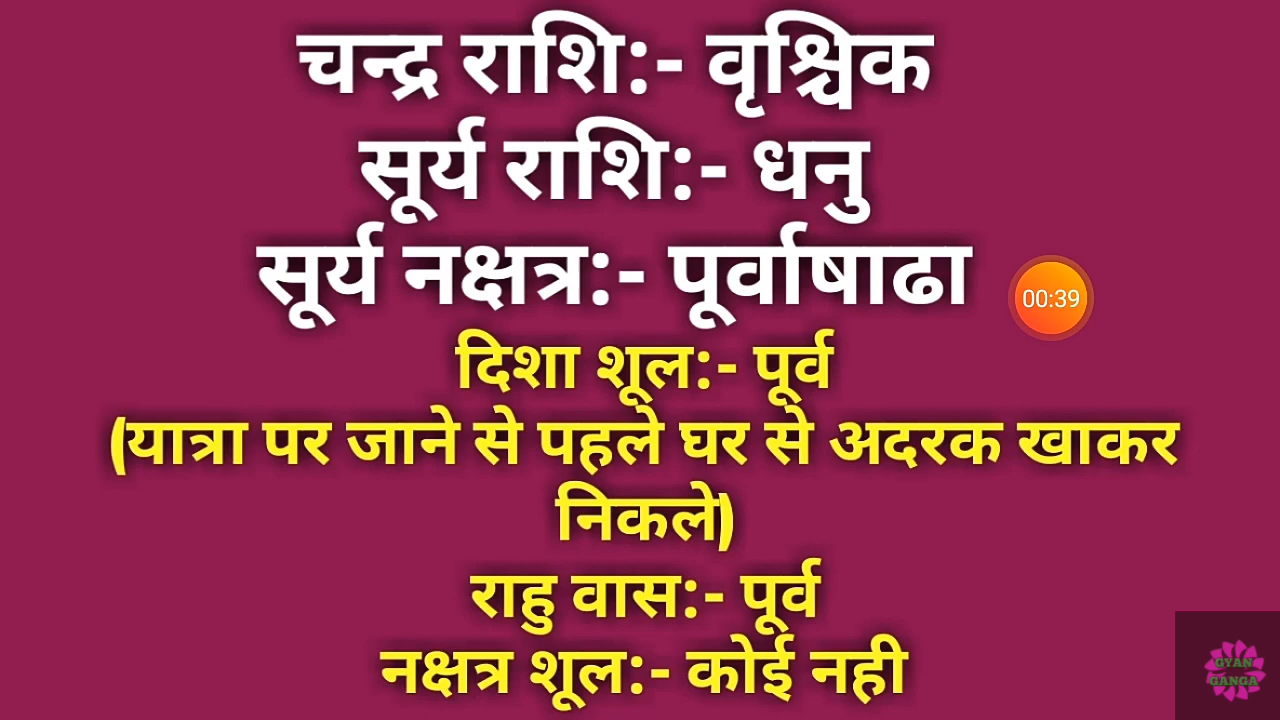 चन्द्र राशि:- वृश्चिक
सूर्य राशि:- धनु
सूर्य नक्षत्र:- पूर्वाषाढा
00:39
दिशा शूल:- पूर्व
(यात्रा पर जाने से पहले घर से अदरक खाकर
निकले)
राहु वास:- पूर्व
नक्षत्र शूल:- कोई नही
GYAN
GANGA